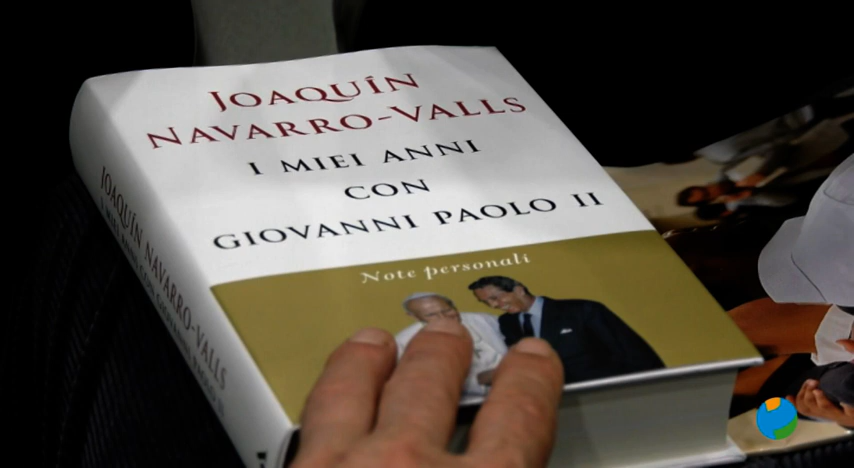 JOAQUÍN
NAVARRO-VALLS
I MIEI ANNI
CON
GIOVANNI PAOLO II
Note personali
JOAQUÍN NAVARRO-VALLS
I MIEI ANNI CON GIOVANNI PAOLO II